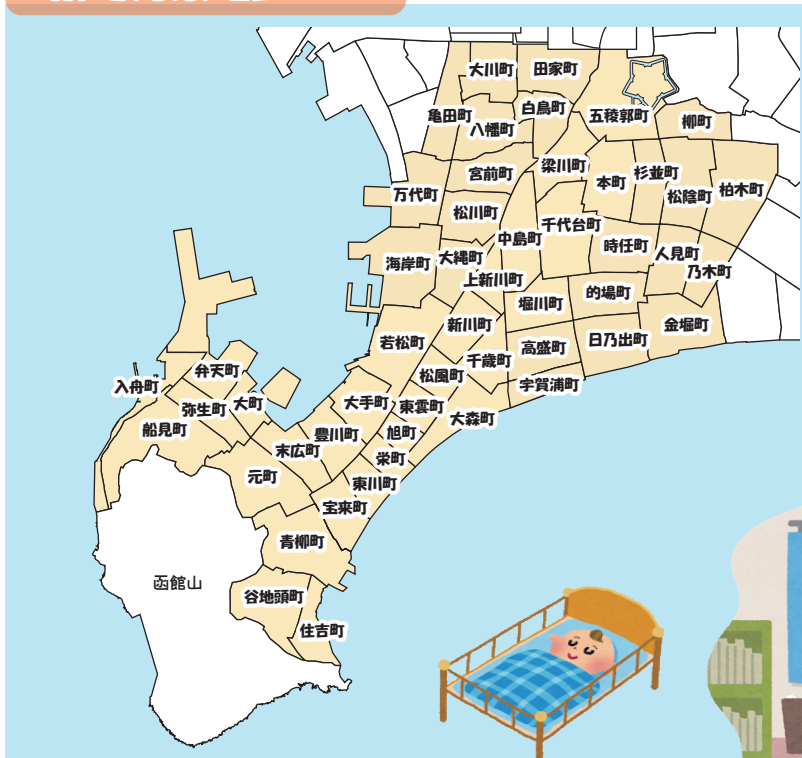 大川町
田家町
亀田町
八幡町
白鳥町
五稜郭町
柳町
万代町
宮前町
梁川町
本町
杉並町
松陰町
柏木町
松川町
千代台町
中島町
時任町
人見町
乃木町
海岸町
大縄町
上新川町
堀川町
的場町
金堀町
若松町
新川町
高盛町
日乃出町
千歳町
松風町
宇賀浦町
入舟町
弁天町
大町
弥生町
船見町
大手町
東雲町
大森町
豊川町
旭町
末広町
栄町
元町
東川町
宝来町
青柳町
函館山
谷地頭町
住吉町